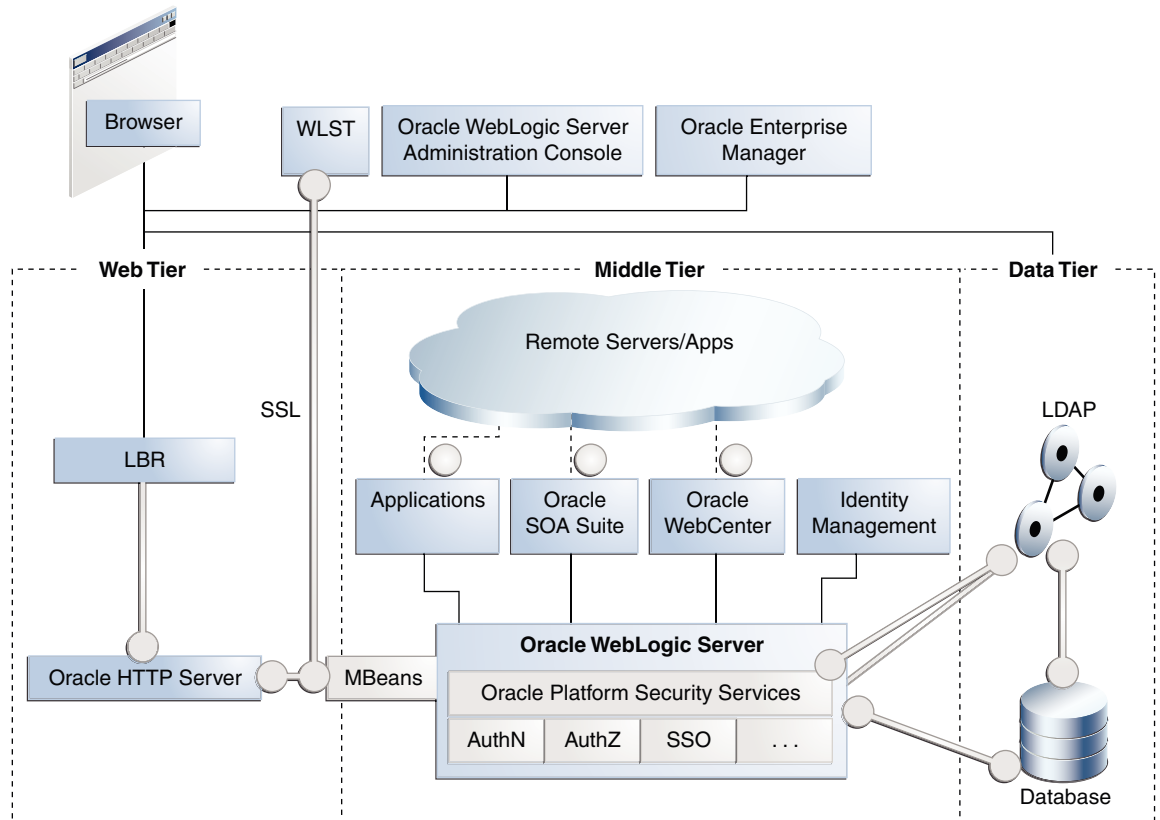 Browser
WLST
Oracle WebLogic Server
Administration Console
Oracle Enterprise
Manager
Web Tier
Middle Tier
Data Tier
Remote Servers/Apps
SSL
LDAP
LBR
Applications
Oracle
SOA Suite
Oracle
WebCenter
Identity
Management
Oracle WebLogic Server
Oracle HTTP Server
MBeans
Oracle Platform Security Services
AuthN
AuthZ
SSO
. . .
Database